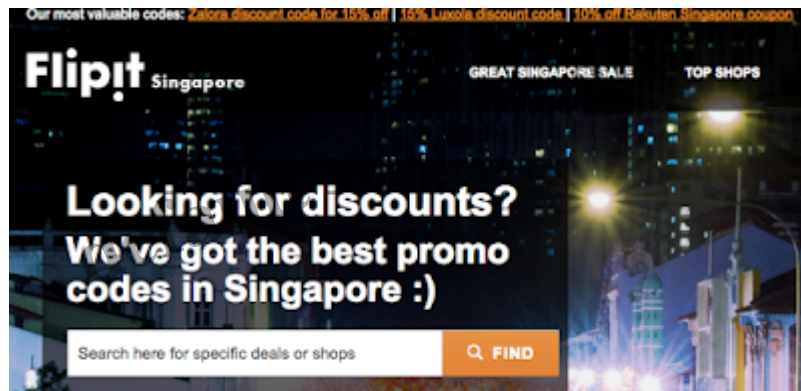 Our most valuable codes: Zalora discount code for 15% off | 15% Luxola discount code | 10% off Rakuten Singapore coupon
Flipit Singapore
GREAT SINGAPORE SALE
TOP SHOPS
Looking for discounts?
We've got the best promo
codes in Singapore :)
Search here for specific deals or shops
FIND